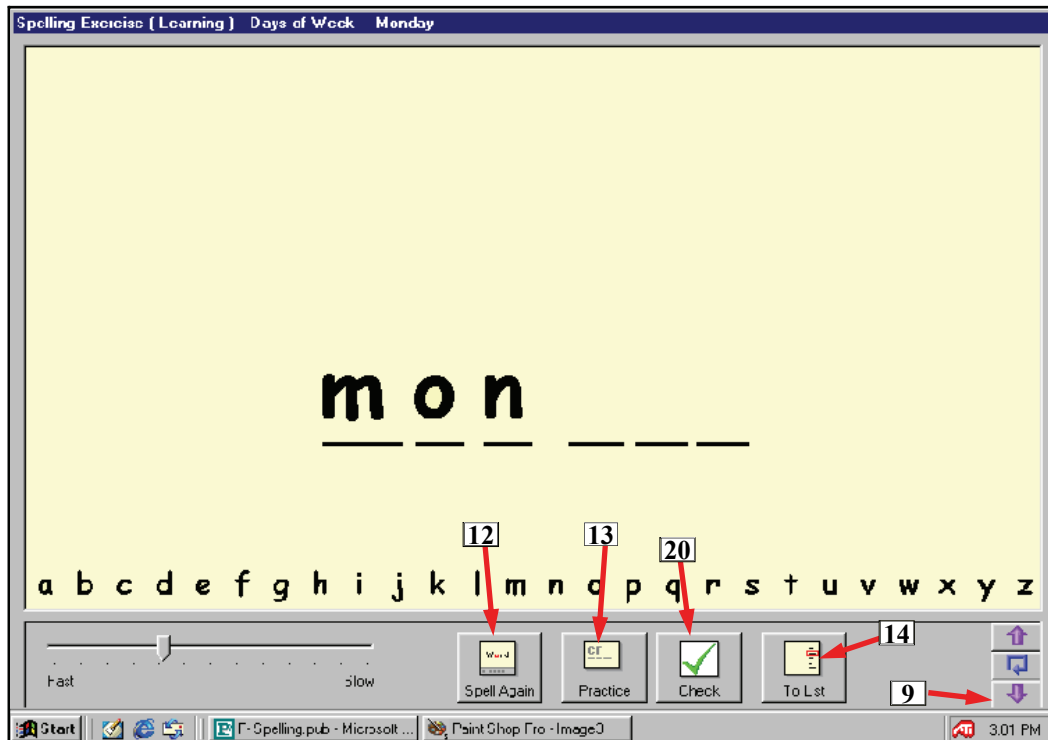 Spelling Exercise ( Learning ) Days of Week Monday
m o n
12 13 20
a b c d e f g h i j k l m n o p q r s t u v w x y z
14
Fast Slow Spell Again Practice Check To List
9
Start F-Spelling.pub - Microsoft ... Paint Shop Pro - Image3 3.01 PM